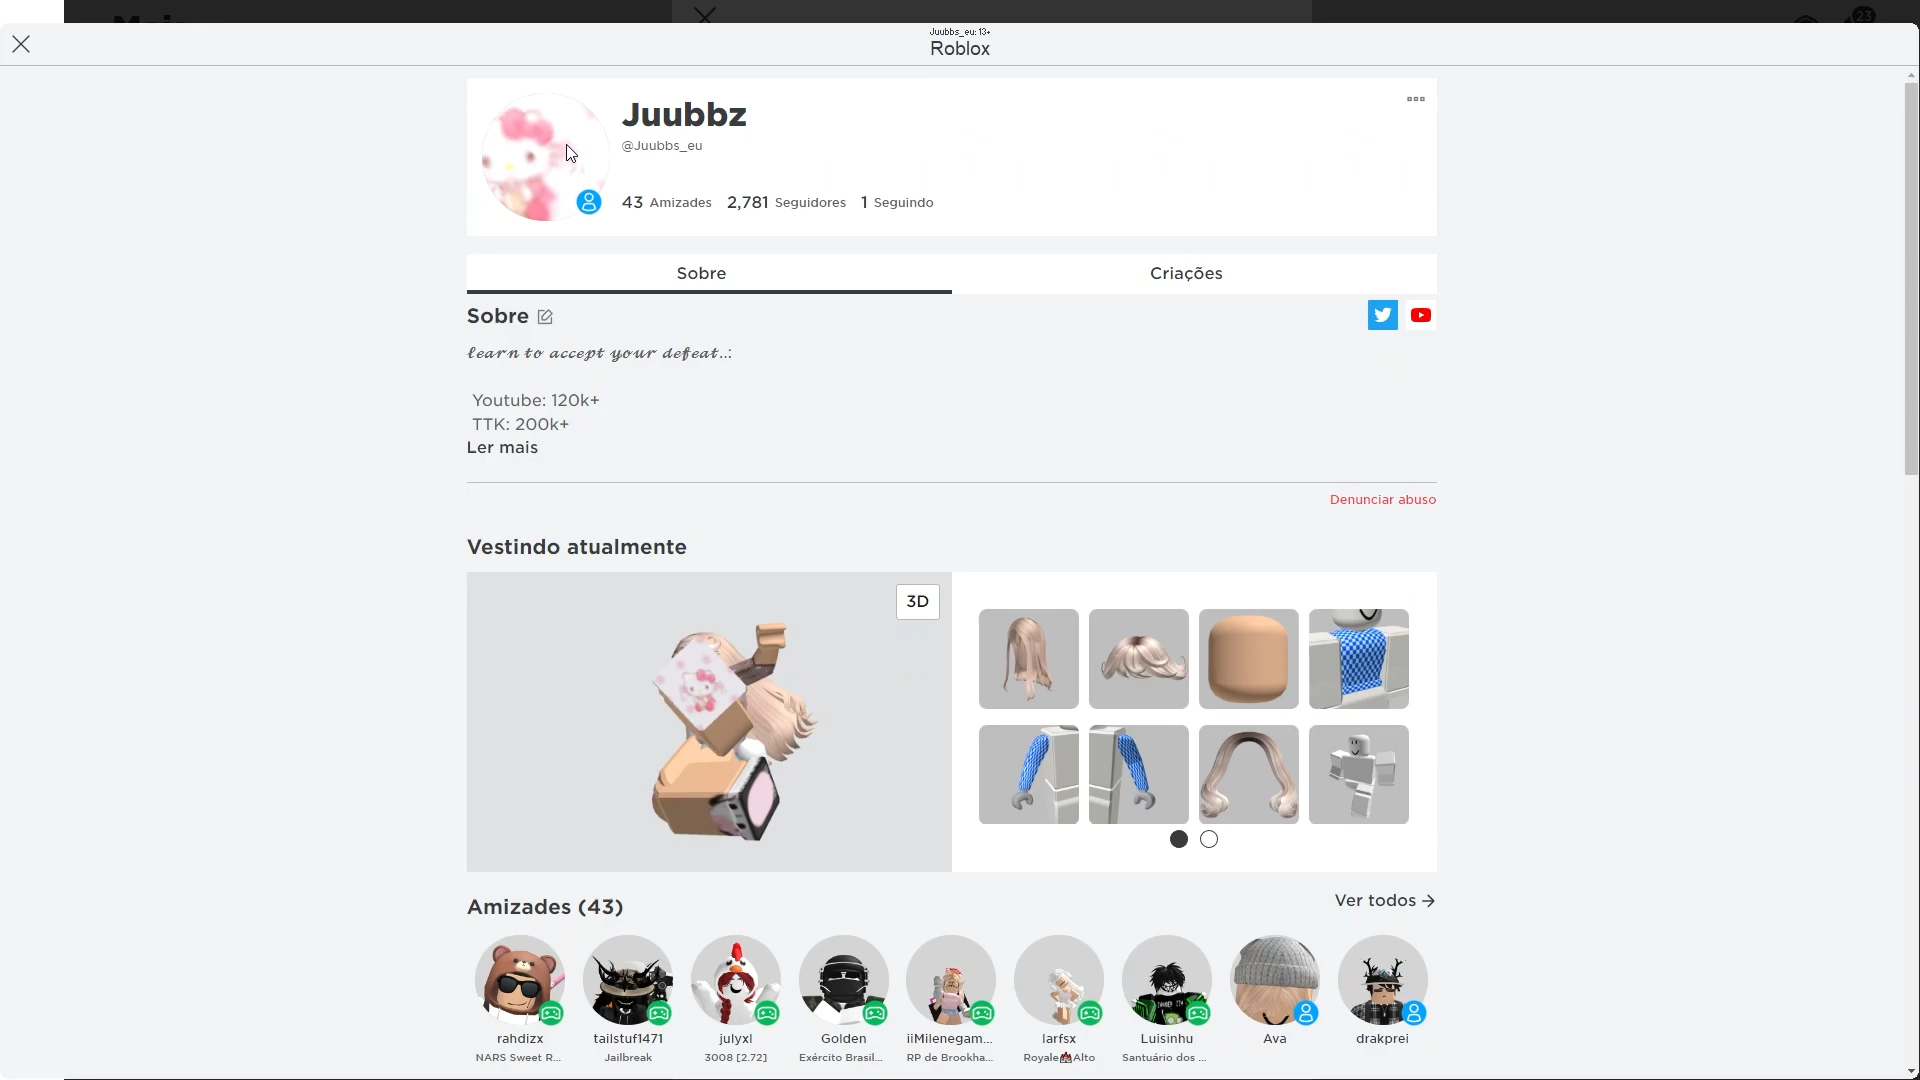 23
Juubbs_eu: 13+
Roblox
Juubbz
@Juubbs_eu
43 Amizades 2,781 Seguidores 1 Seguindo
Sobre Criações
Sobre
𝓵𝓮𝓪𝓻𝓷 𝓽𝓸 𝓪𝓬𝓬𝓮𝓹𝓽 𝔂𝓸𝓾𝓻 𝓭𝓮𝓯𝓮𝓪𝓽..:
Youtube: 120k+
TTK: 200k+
Ler mais
Denunciar abuso
Vestindo atualmente
3D
Amizades (43)
Ver todos →
rahdizx tailstuf1471 julyxl Golden iiMilenegam... larfsx Luisinhu Ava drakprei
NARS Sweet R... Jailbreak 3008 [2.72] Exército Brasil... RP de Brookha... Royale🏰Alto Santuário dos ...